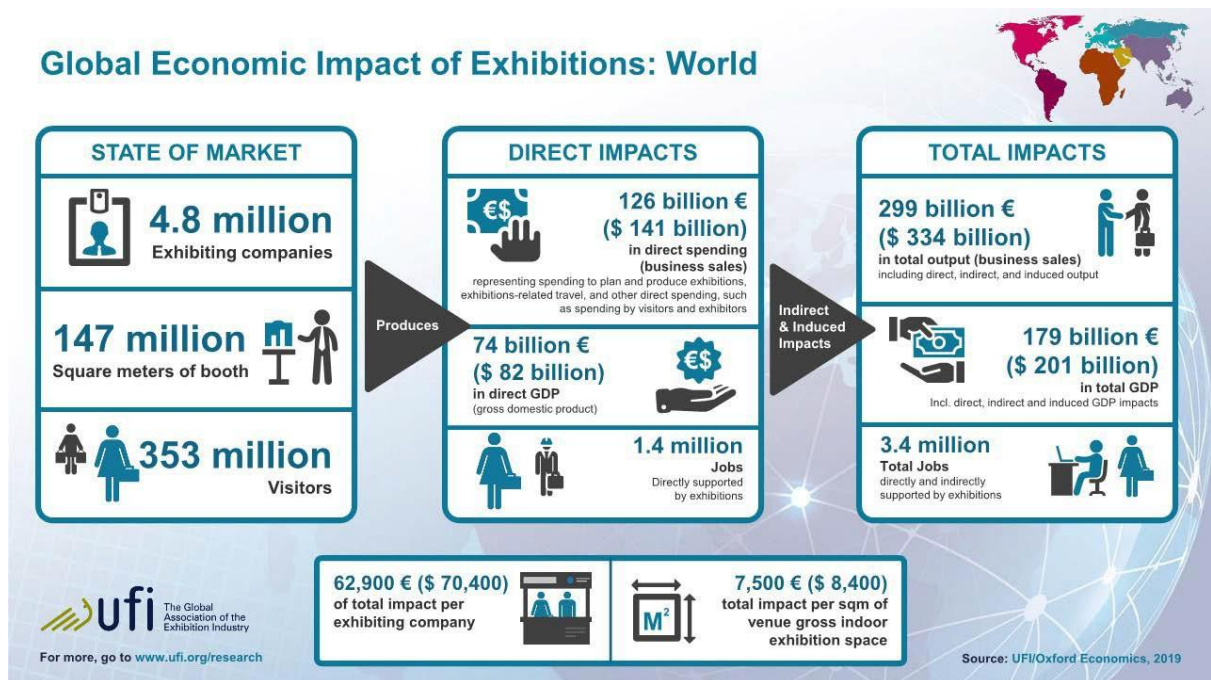 Global Economic Impact of Exhibitions: World
STATE OF MARKET
4.8 million
Exhibiting companies
147 million
Square meters of booth
353 million
Visitors
Produces
DIRECT IMPACTS
€$
126 billion €
($ 141 billion)
in direct spending
(business sales)
representing spending to plan and produce exhibitions,
exhibitions-related travel, and other direct spending, such
as spending by visitors and exhibitors
74 billion €
($ 82 billion)
in direct GDP
(gross domestic product)
€$
1.4 million
Jobs
Directly supported
by exhibitions
Indirect
& Induced
Impacts
TOTAL IMPACTS
299 billion €
($ 334 billion)
in total output (business sales)
including direct, indirect, and induced output
179 billion €
($ 201 billion)
in total GDP
Incl. direct, indirect and induced GDP impacts
3.4 million
Total Jobs
directly and indirectly
supported by exhibitions
62,900 € ($ 70,400)
of total impact per
exhibiting company
M²
7,500 € ($ 8,400)
total impact per sqm of
venue gross indoor
exhibition space
ufi
The Global
Association of the
Exhibition Industry
For more, go to www.ufi.org/research
Source: UFI/Oxford Economics, 2019